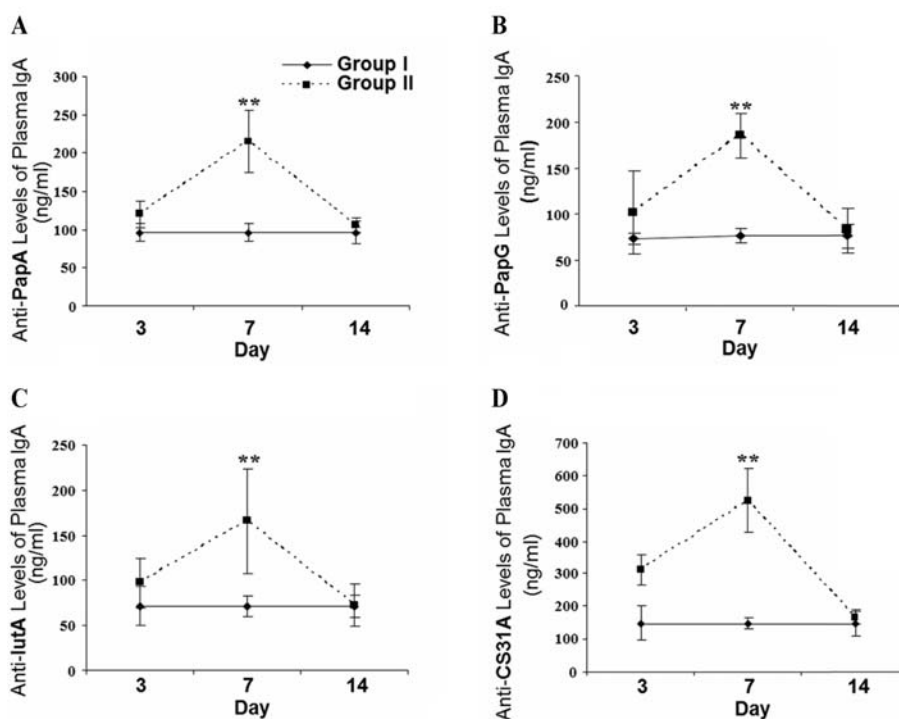 A
Anti-PapA Levels of Plasma IgA
(ng/ml)
300
250
200
150
100
50
0
**
3 7 14
Day
Group I
Group II
B
Anti-PapG Levels of Plasma IgA
(ng/ml)
250
200
150
100
50
0
**
3 7 14
Day
C
Anti-IutA Levels of Plasma IgA
(ng/ml)
250
200
150
100
50
0
**
3 7 14
Day
D
Anti-CS31A Levels of Plasma IgA
(ng/ml)
700
600
500
400
300
200
100
0
**
3 7 14
Day